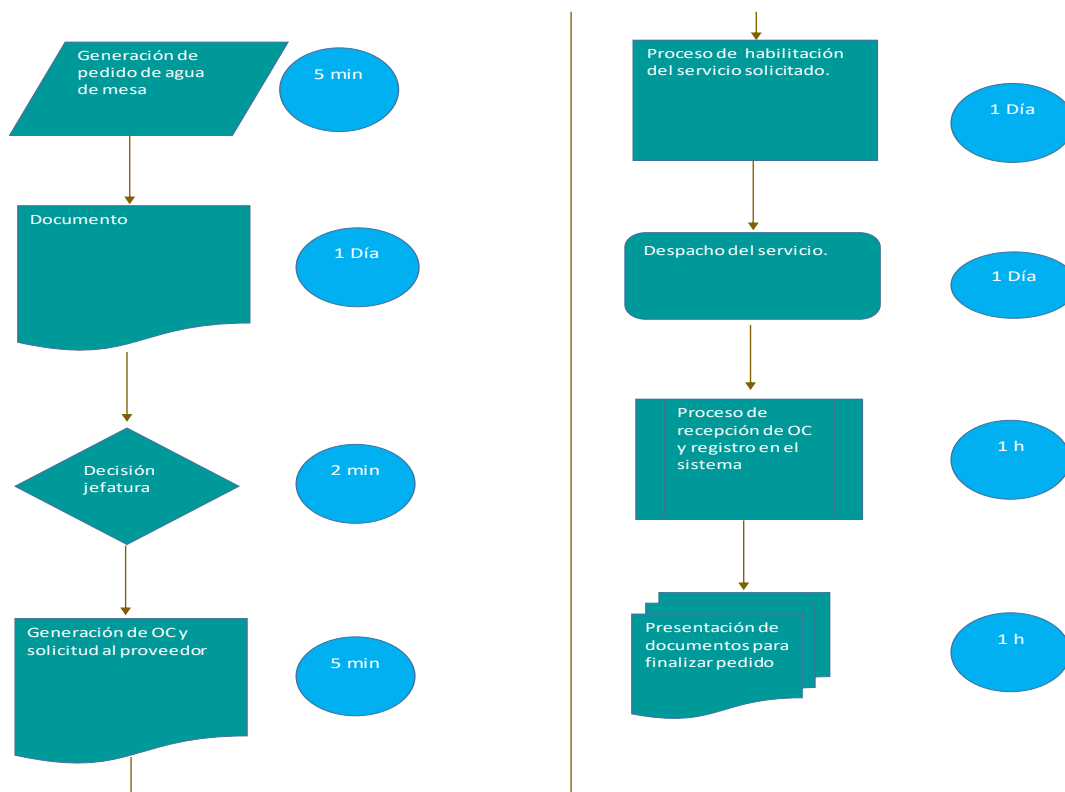 Generación de
pedido de agua
de mesa
5 min
Documento
1 Día
Decisión
jefatura
2 min
Generación de OC y
solicitud al proveedor
5 min
Proceso de habilitación
del servicio solicitado.
1 Día
Despacho del servicio.
1 Día
Proceso de
recepción de OC
y registro en el
sistema
1 h
Presentación de
documentos para
finalizar pedido
1 h